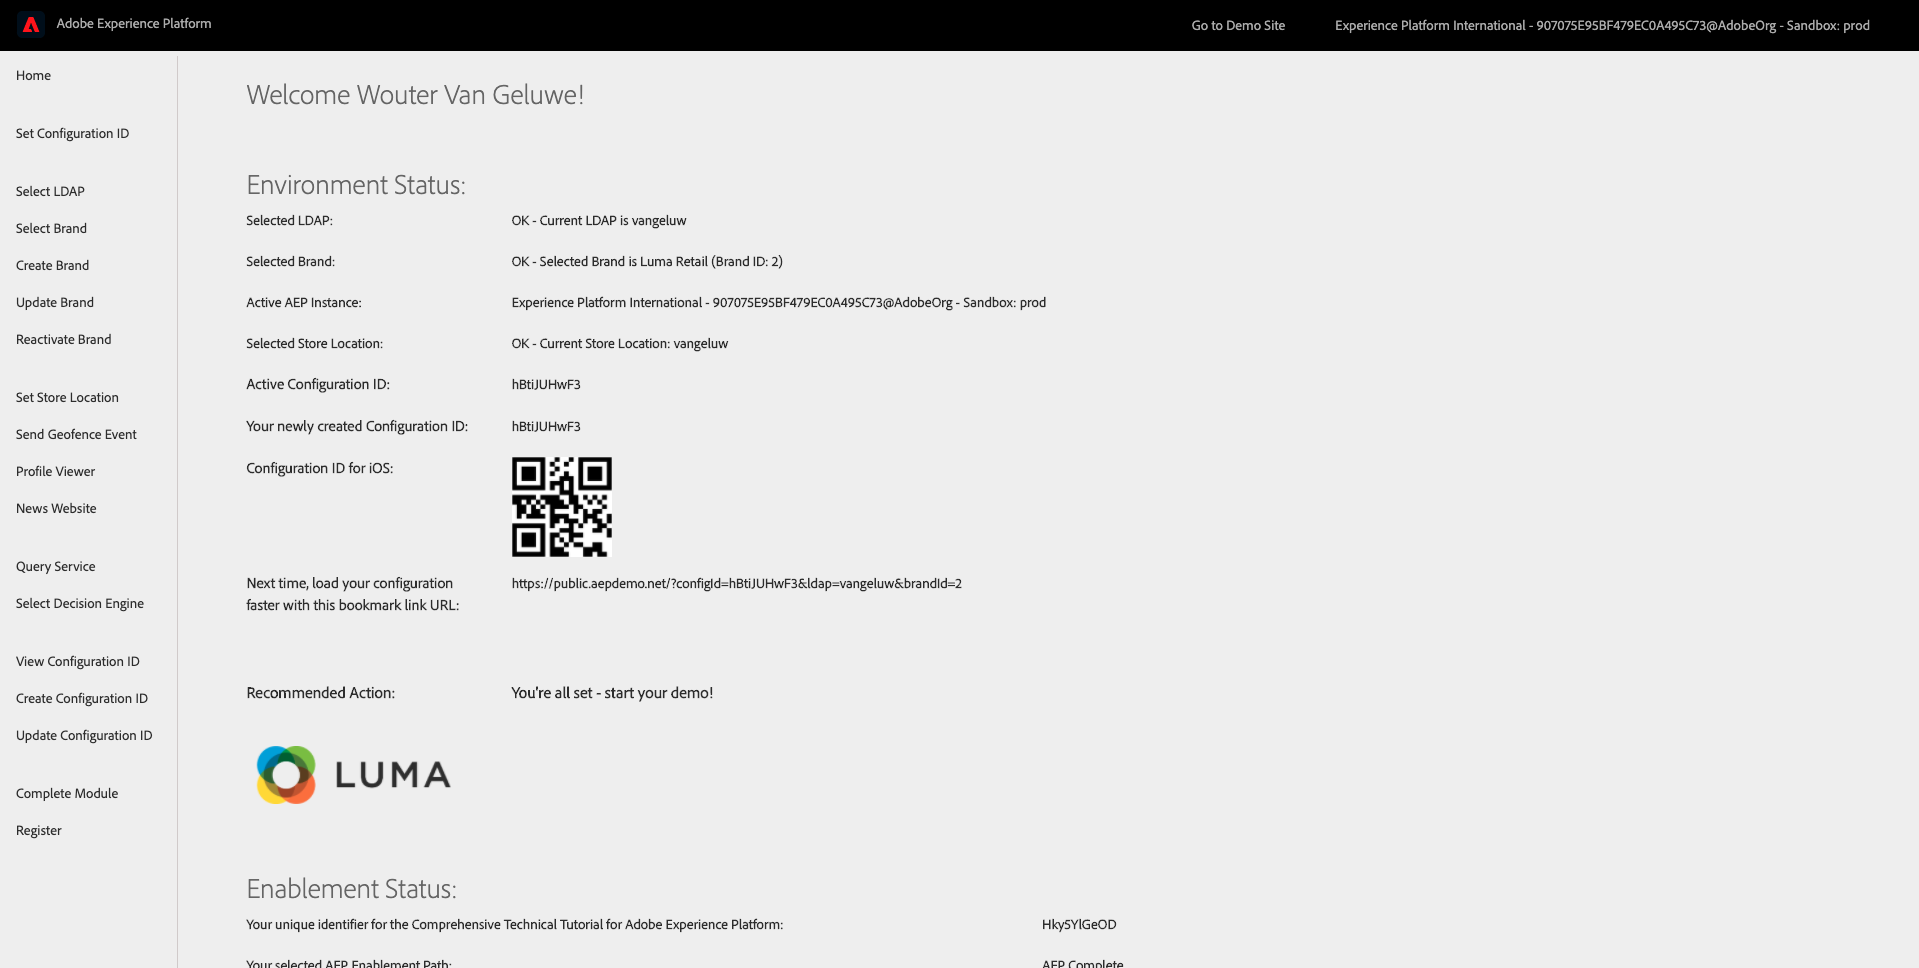 Adobe Experience Platform
Go to Demo Site
Experience Platform International - 907075E95BF479EC0A495C73@AdobeOrg - Sandbox: prod
Home
Set Configuration ID
Select LDAP
Select Brand
Create Brand
Update Brand
Reactivate Brand
Set Store Location
Send Geofence Event
Profile Viewer
News Website
Query Service
Select Decision Engine
View Configuration ID
Create Configuration ID
Update Configuration ID
Complete Module
Register
Welcome Wouter Van Geluwe!
Environment Status:
Selected LDAP: OK - Current LDAP is vangeluw
Selected Brand: OK - Selected Brand is Luma Retail (Brand ID: 2)
Active AEP Instance: Experience Platform International - 907075E95BF479EC0A495C73@AdobeOrg - Sandbox: prod
Selected Store Location: OK - Current Store Location: vangeluw
Active Configuration ID: hBtiJUHwF3
Your newly created Configuration ID: hBtiJUHwF3
Configuration ID for iOS:
Next time, load your configuration
faster with this bookmark link URL:
https://public.aepdemo.net/?configId=hBtiJUHwF3&ldap=vangeluw&brandId=2
Recommended Action: You're all set - start your demo!
LUMA
Enablement Status:
Your unique identifier for the Comprehensive Technical Tutorial for Adobe Experience Platform: Hky5YlGeOD
Your selected AEP Enablement Path: AEP Complete